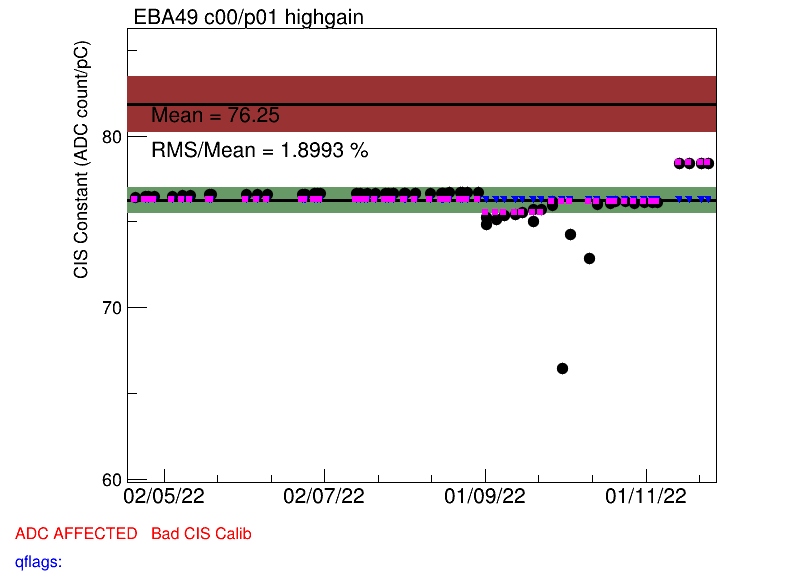 EBA49 c00/p01 highgain
CIS Constant (ADC count/pC)
80
70
60
Mean = 76.25
RMS/Mean = 1.8993 %
02/05/22
02/07/22
01/09/22
01/11/22
ADC AFFECTED Bad CIS Calib
qflags: